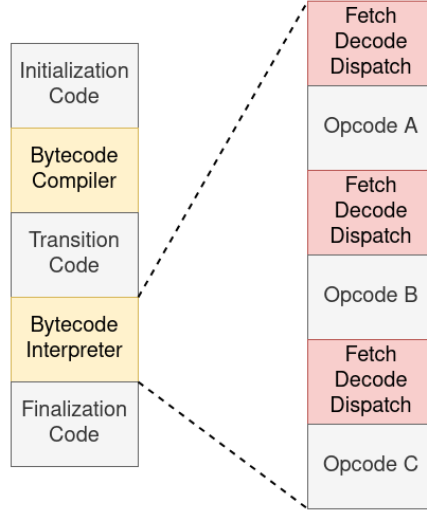 Initialization
Code
Bytecode
Compiler
Transition
Code
Bytecode
Interpreter
Finalization
Code
Fetch
Decode
Dispatch
Opcode A
Fetch
Decode
Dispatch
Opcode B
Fetch
Decode
Dispatch
Opcode C